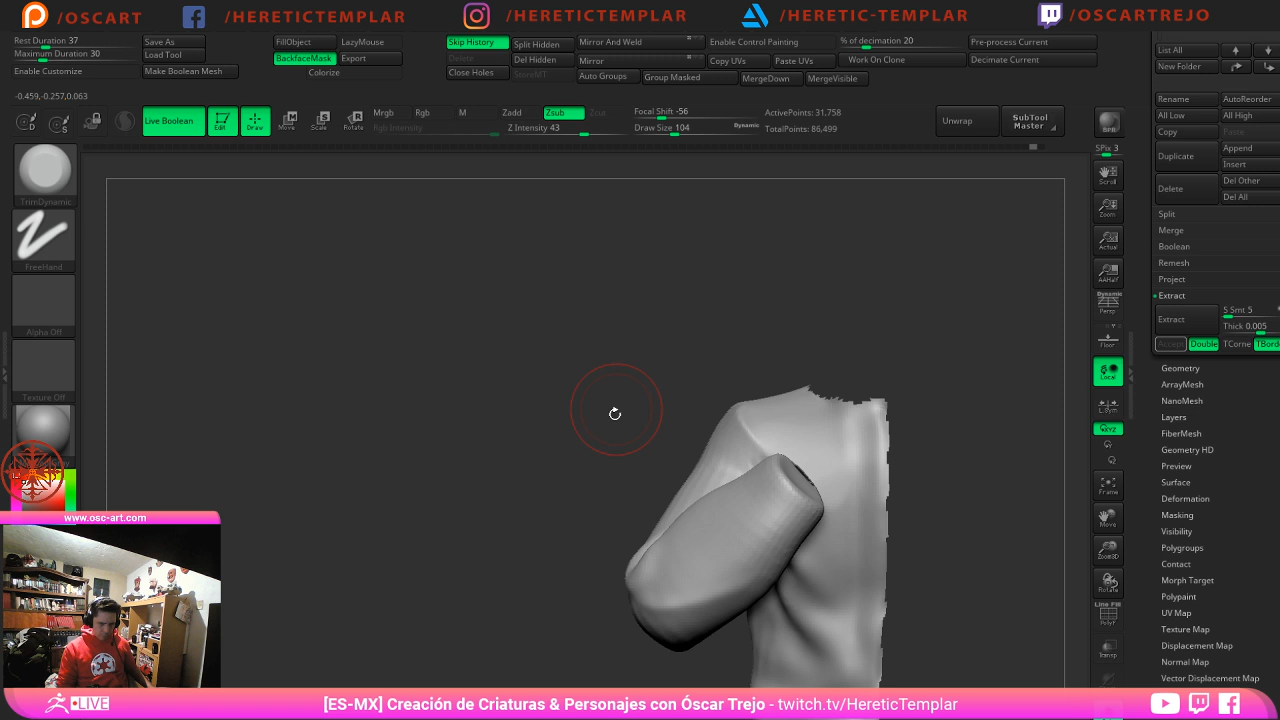 /OSCART
/HERETICTEMPLAR
/HERETICTEMPLAR
/HERETIC-TEMPLAR
/OSCARTREJO
Rest Duration 37
Maximum Duration 30
Enable Customize
Save As
Load Tool
Make Boolean Mesh
FillObject
LazyMouse
BackfaceMask
Export
Colorize
Skip History
Split Hidden
Delete
Del Hidden
Close Holes
StoreMT
Mirror And Weld
Mirror
Auto Groups
Group Masked
Enable Control Painting
Copy UVs
Paste UVs
MergeDown
MergeVisible
% of decimation 20
Work On Clone
Pre-process Current
Decimate Current
List All
New Folder
-0.459,-0.257,0.063
Live Boolean
Edit
Draw
Move
Scale
Rotate
Mrgb
Rgb
M
Rgb Intensity
Zadd
Zsub
Zcut
Z Intensity 43
Focal Shift -56
Draw Size 104
Dynamic
ActivePoints: 31,758
TotalPoints: 86,499
Unwrap
SubTool
Master
BPR
SPix 3
Scroll
Zoom
Actual
AAHalf
Dynamic
Persp
Floor
Local
L.Sym
XYZ
Frame
Move
Zoom3D
Rotate
Line Fill
PolyF
Transp
Rename
AutoReorder
All Low
All High
Copy
Paste
Duplicate
Append
Insert
Delete
Del Other
Del All
Split
Merge
Boolean
Remesh
Project
Extract
Extract
S Smt 5
Thick 0.005
Accept
Double
TCorne
TBord
Geometry
ArrayMesh
NanoMesh
Layers
FiberMesh
Geometry HD
Preview
Surface
Deformation
Masking
Visibility
Polygroups
Contact
Morph Target
Polypaint
UV Map
Texture Map
Displacement Map
Normal Map
Vector Displacement Map
TrimDynamic
FreeHand
Alpha Off
Texture Off
www.osc-art.com
LIVE
[ES-MX] Creación de Criaturas & Personajes con Óscar Trejo - twitch.tv/HereticTemplar